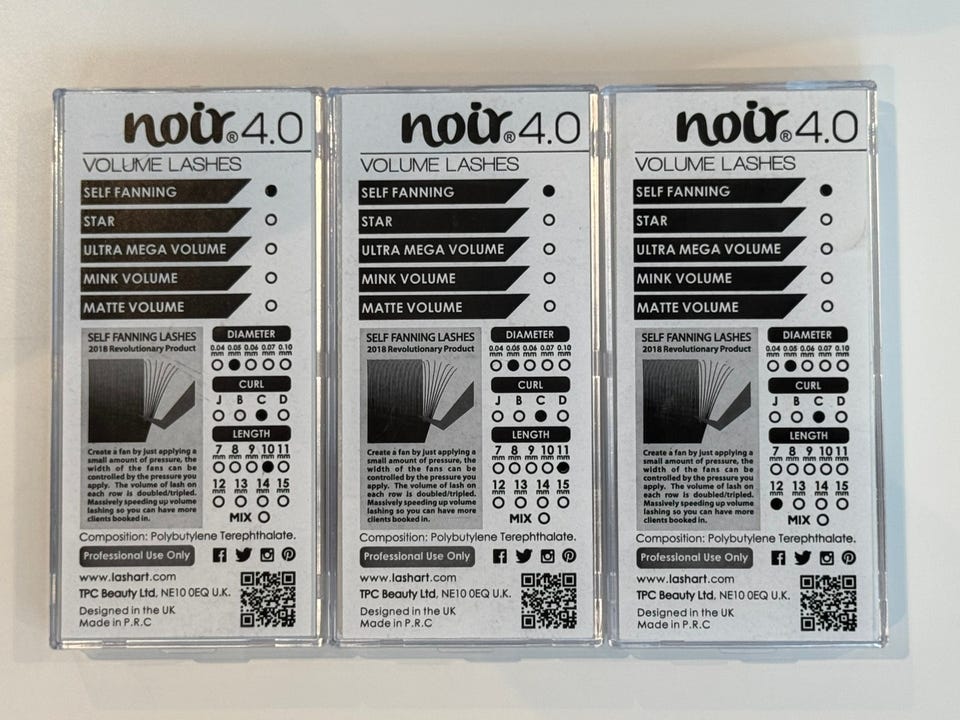 noir® 4.0
VOLUME LASHES
SELF FANNING
STAR
ULTRA MEGA VOLUME
MINK VOLUME
MATTE VOLUME
SELF FANNING LASHES
2018 Revolutionary Product
Create a fan by just applying a
small amount of pressure, the
width of the fans can be
controlled by the pressure you
apply. The volume of lash on
each row is doubled/tripled.
Massively speeding up volume
lashing so you can have more
clients booked in.
DIAMETER
0.04 0.05 0.06 0.07 0.10
mm mm mm mm mm
CURL
J B C D
LENGTH
7 8 9 10 11
mm mm mm mm mm
12 13 14 15
mm mm mm mm
MIX
Composition: Polybutylene Terephthalate.
Professional Use Only
www.lashart.com
TPC Beauty Ltd, NE10 0EQ U.K.
Designed in the UK
Made in P.R.C
noir® 4.0
VOLUME LASHES
SELF FANNING
STAR
ULTRA MEGA VOLUME
MINK VOLUME
MATTE VOLUME
SELF FANNING LASHES
2018 Revolutionary Product
Create a fan by just applying a
small amount of pressure, the
width of the fans can be
controlled by the pressure you
apply. The volume of lash on
each row is doubled/tripled.
Massively speeding up volume
lashing so you can have more
clients booked in.
DIAMETER
0.04 0.05 0.06 0.07 0.10
mm mm mm mm mm
CURL
J B C D
LENGTH
7 8 9 10 11
mm mm mm mm mm
12 13 14 15
mm mm mm mm
MIX
Composition: Polybutylene Terephthalate.
Professional Use Only
www.lashart.com
TPC Beauty Ltd, NE10 0EQ U.K.
Designed in the UK
Made in P.R.C
noir® 4.0
VOLUME LASHES
SELF FANNING
STAR
ULTRA MEGA VOLUME
MINK VOLUME
MATTE VOLUME
SELF FANNING LASHES
2018 Revolutionary Product
Create a fan by just applying a
small amount of pressure, the
width of the fans can be
controlled by the pressure you
apply. The volume of lash on
each row is doubled/tripled.
Massively speeding up volume
lashing so you can have more
clients booked in.
DIAMETER
0.04 0.05 0.06 0.07 0.10
mm mm mm mm mm
CURL
J B C D
LENGTH
7 8 9 10 11
mm mm mm mm mm
12 13 14 15
mm mm mm mm
MIX
Composition: Polybutylene Terephthalate.
Professional Use Only
www.lashart.com
TPC Beauty Ltd, NE10 0EQ U.K.
Designed in the UK
Made in P.R.C